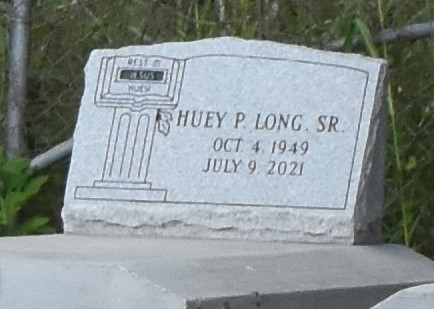 REST IN
JESUS
HUEY
HUEY P. LONG, SR.
OCT 4, 1949
JULY 9, 2021